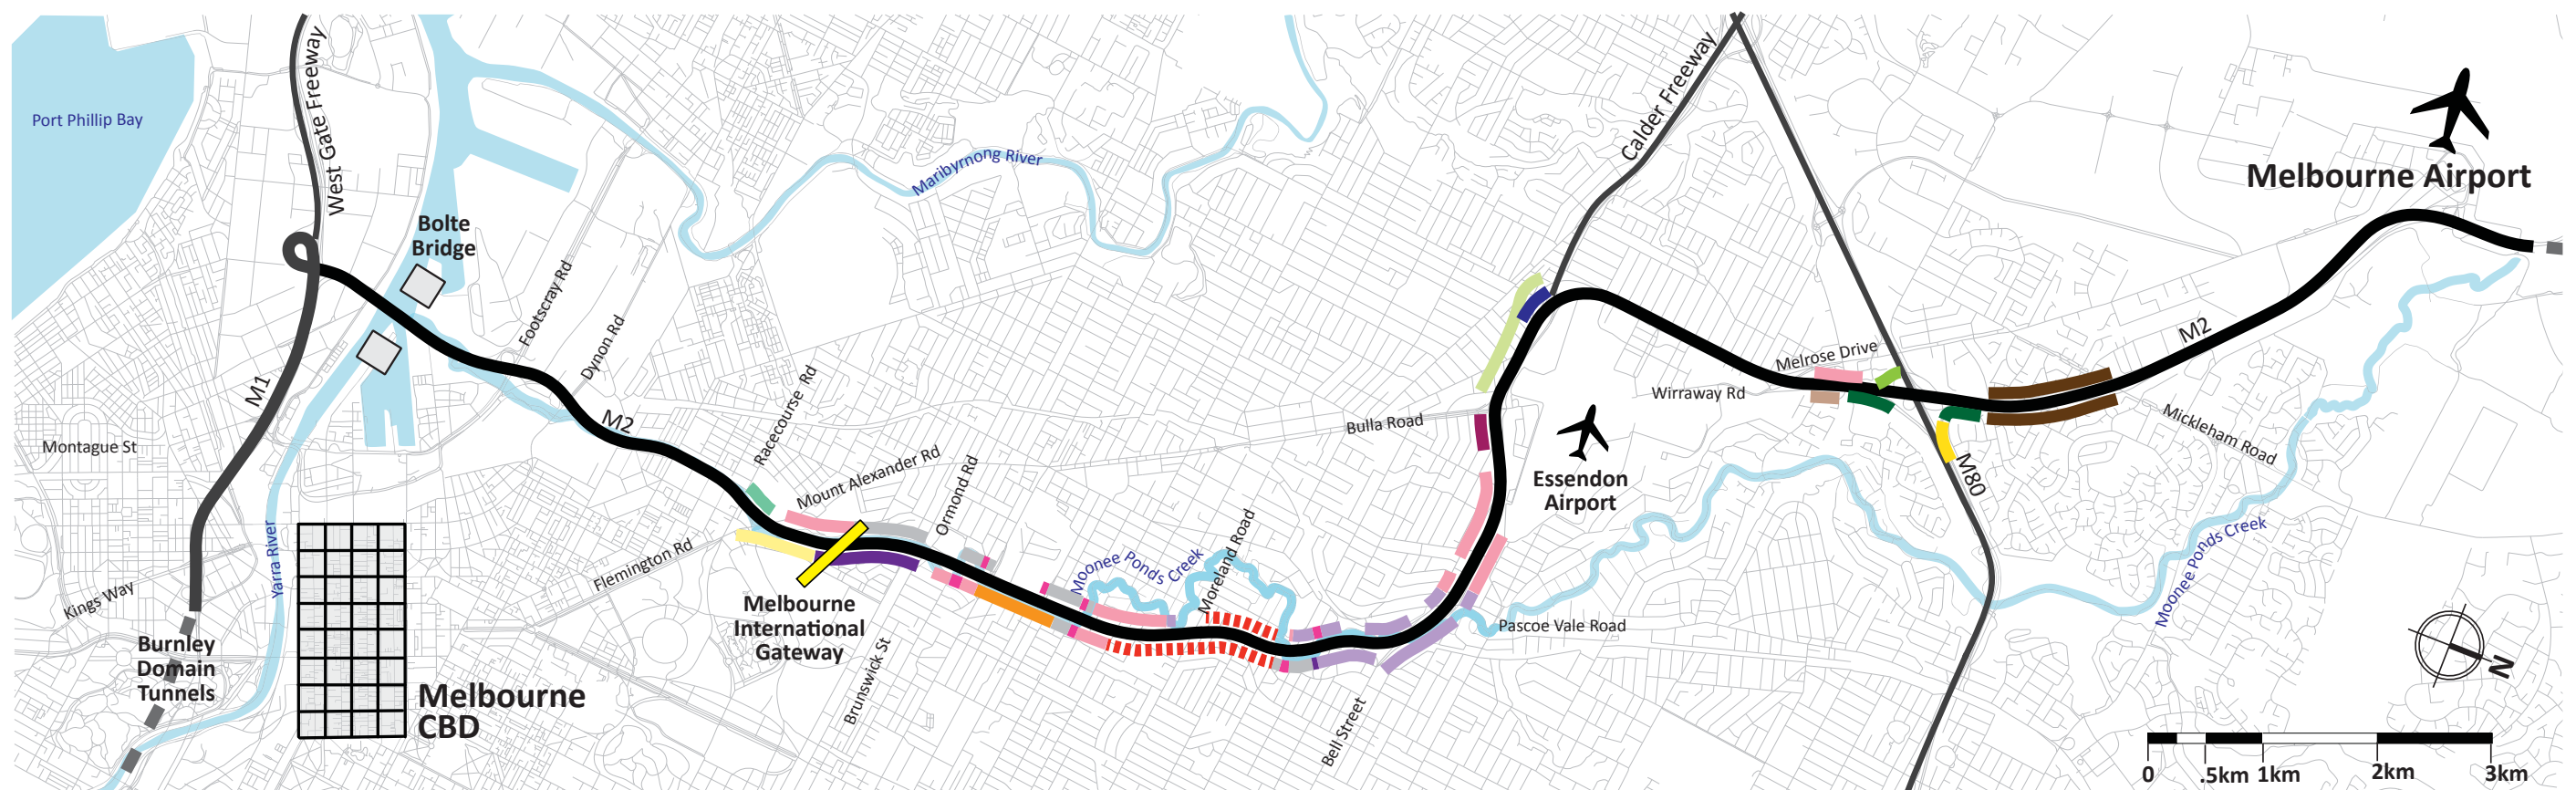 Port Phillip Bay
West Gate Freeway
Bolte
Bridge
Maribyrnong River
Calder Freeway
Melbourne Airport
Footscray Rd
Dynon Rd
M1
M2
Racecourse Rd
Montague St
Mount Alexander Rd
Ormond Rd
Bulla Road
Essendon
Airport
Melrose Drive
Wirraway Rd
M2
Mickleham Road
M80
Moonee Ponds Creek
Kings Way
Yarra River
Flemington Rd
Moonee Ponds Creek
Moreland Road
Pascoe Vale Road
Melbourne
International
Gateway
Brunswick St
Bell Street
Burnley
Domain
Tunnels
Melbourne
CBD
N
0 .5km 1km 2km 3km